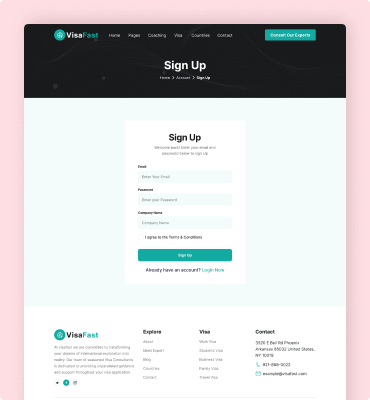 VisaFast
Home Pages Coaching Visa Countries Contact
Consult Our Experts
Sign Up
Home > Account > Sign Up
Sign Up
Welcome back! Enter your email and
password below to sign Up
Email
Enter Your Email
Password
Enter your Password
Company Name
Company Name
I agree to the Terms & Conditions
Sign Up
Already have an account? Login Now
VisaFast
At visafast we are committed to transforming
your dreams of international exploration into
reality. Our team of seasoned Visa Consultants
is dedicated to providing unparalleled guidance
and support throughout your visa application.
Explore
About
Meet Expert
Blog
Countries
Contact
Visa
Work Visa
Students Visa
Business Visa
Family Visa
Travel Visa
Contact
3520 E Bell Rd Phoenix
Arkansas 85032 United States,
NY 10018
921-888-0022
example@visafast.com